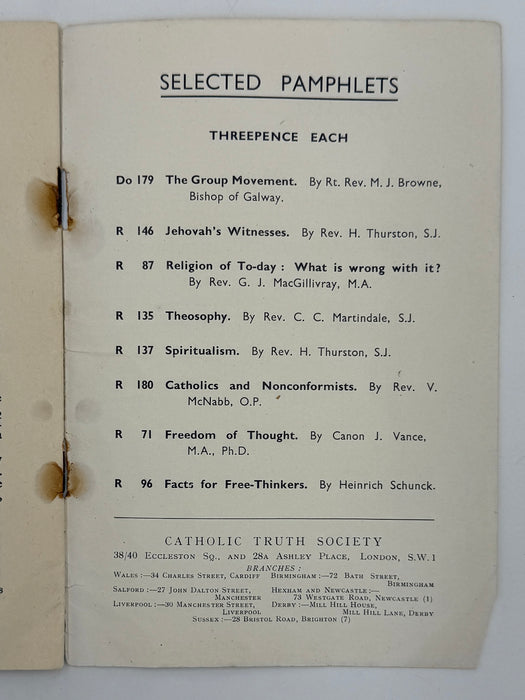 SELECTED PAMPHLETS
THREEPENCE EACH
Do 179 The Group Movement. By Rt. Rev. M. J. Browne,
Bishop of Galway.
R 146 Jehovah's Witnesses. By Rev. H. Thurston, S.J.
R 87 Religion of To-day : What is wrong with it?
By Rev. G. J. MacGillivray, M.A.
R 135 Theosophy. By Rev. C. C. Martindale, S.J.
R 137 Spiritualism. By Rev. H. Thurston, S.J.
R 180 Catholics and Nonconformists. By Rev. V.
McNabb, O.P.
R 71 Freedom of Thought. By Canon J. Vance,
M.A., Ph.D.
R 96 Facts for Free-Thinkers. By Heinrich Schunck.
CATHOLIC TRUTH SOCIETY
38/40 Eccleston Sq., and 28a Ashley Place, London, S.W.1
BRANCHES :
Wales :—34 Charles Street, Cardiff Birmingham :—72 Bath Street,
Birmingham
Salford :—27 John Dalton Street, Hexham and Newcastle :—
Manchester 73 Westgate Road, Newcastle (1)
Liverpool :—30 Manchester Street, Derby :—Mill Hill House,
Liverpool Mill Hill Lane, Derby
Sussex :—28 Bristol Road, Brighton (7)